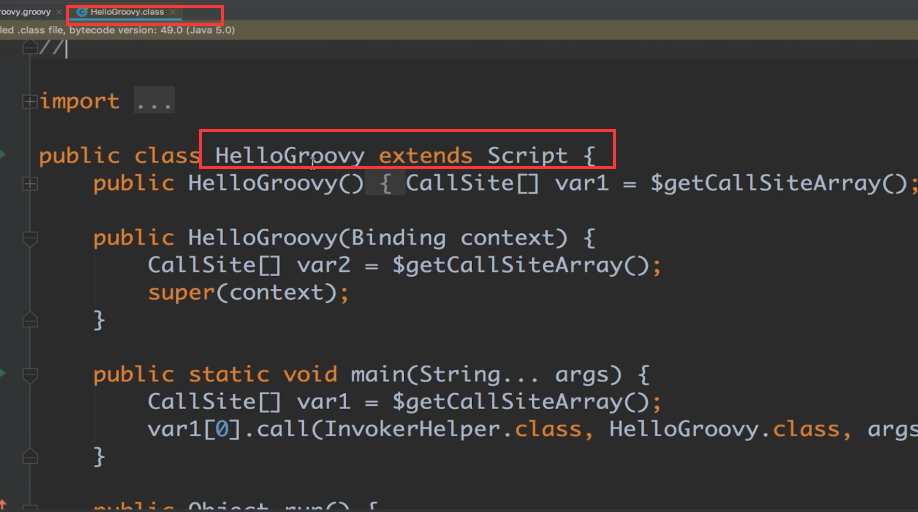 roovy.groovy × HelloGroovy.class ×
led .class file, bytecode version: 49.0 (Java 5.0)
//
import ...
public class HelloGroovy extends Script {
public HelloGroovy() { CallSite[] var1 = $getCallSiteArray();
public HelloGroovy(Binding context) {
CallSite[] var2 = $getCallSiteArray();
super(context);
}
public static void main(String... args) {
CallSite[] var1 = $getCallSiteArray();
var1[0].call(InvokerHelper.class, HelloGroovy.class, args
}
public Object run() {